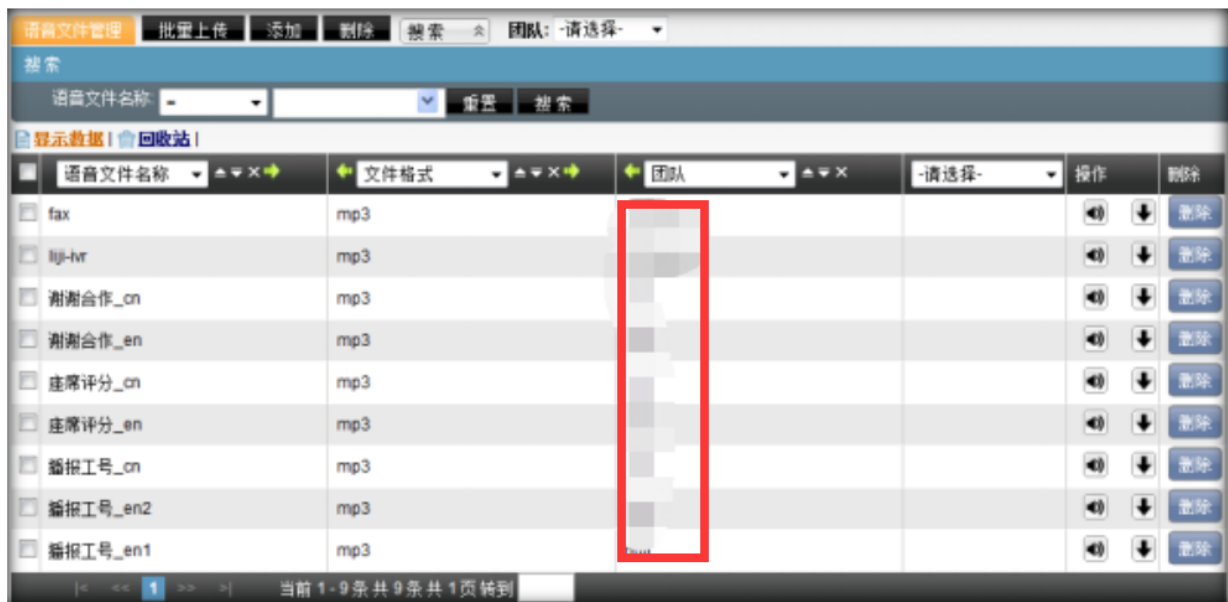 语音文件管理 批量上传 添加 删除 搜索 团队: -请选择-
搜索
语音文件名称: = 重置 搜索
显示数据 | 回收站 |
语音文件名称 文件格式 团队 -请选择- 操作 删除
fax mp3 删除
liji-ivr mp3 删除
谢谢合作_cn mp3 删除
谢谢合作_en mp3 删除
座席评分_cn mp3 删除
座席评分_en mp3 删除
播报工号_cn mp3 删除
播报工号_en2 mp3 删除
播报工号_en1 mp3 删除
|< << 1 >> >| 当前 1 - 9 条 共 9 条 共 1 页 转到